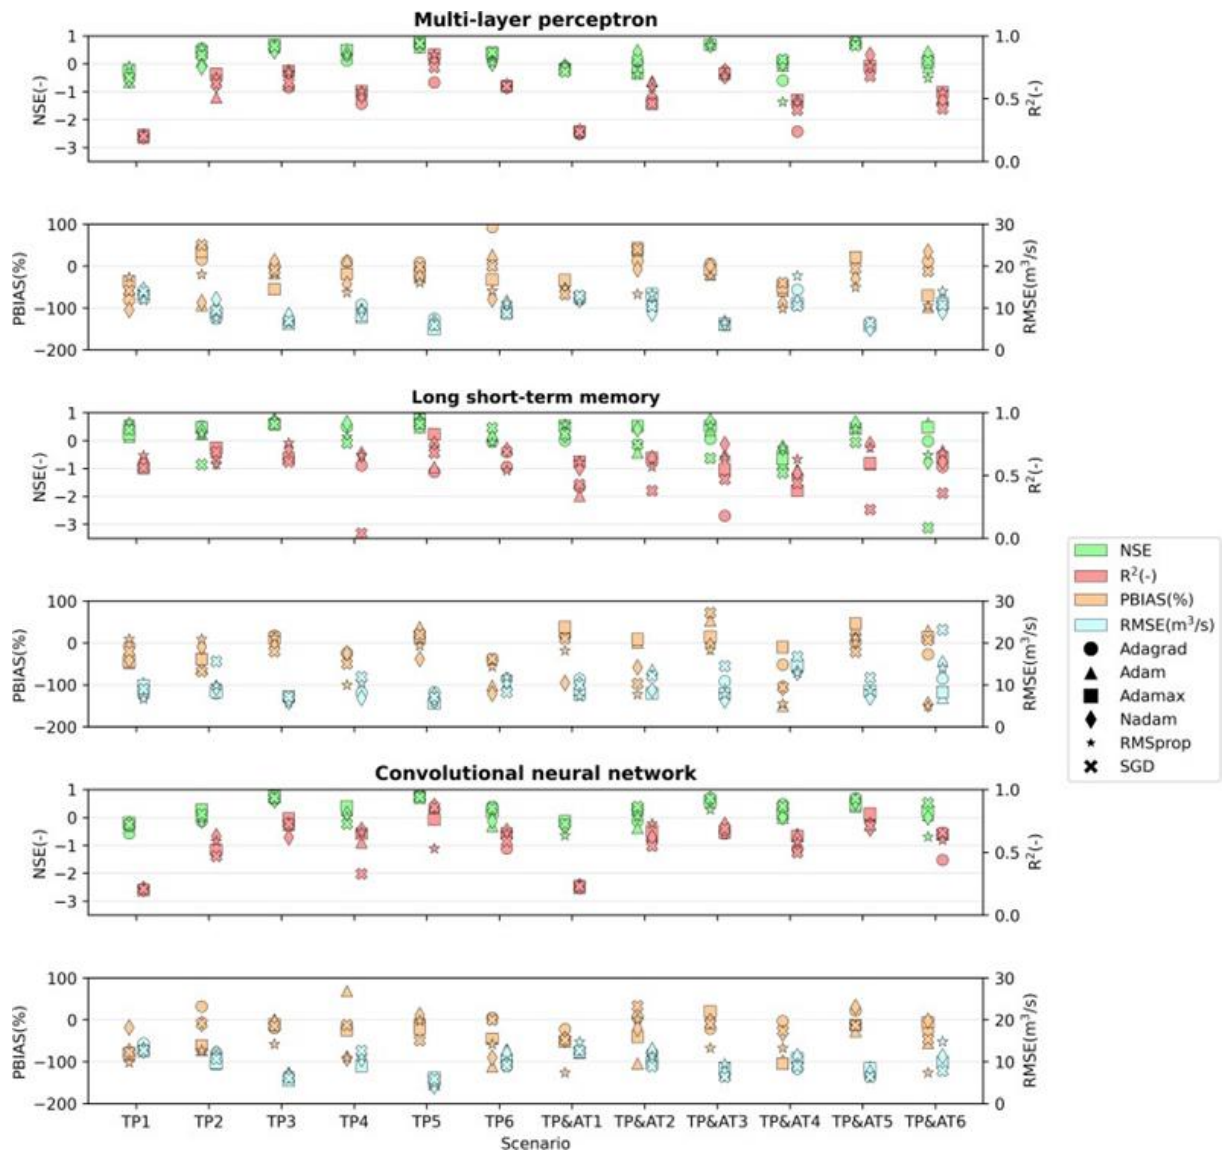 Multi-layer perceptron
1
0
−1
−2
−3
NSE(-)
1.0
0.5
0.0
R²(-)
100
0
−100
−200
PBIAS(%)
30
20
10
0
RMSE(m³/s)
Long short-term memory
1
0
−1
−2
−3
NSE(-)
1.0
0.5
0.0
R²(-)
100
0
−100
−200
PBIAS(%)
30
20
10
0
RMSE(m³/s)
Convolutional neural network
1
0
−1
−2
−3
NSE(-)
1.0
0.5
0.0
R²(-)
100
0
−100
−200
PBIAS(%)
30
20
10
0
RMSE(m³/s)
TP1 TP2 TP3 TP4 TP5 TP6 TP&AT1 TP&AT2 TP&AT3 TP&AT4 TP&AT5 TP&AT6
Scenario
NSE
R²(-)
PBIAS(%)
RMSE(m³/s)
Adagrad
Adam
Adamax
Nadam
RMSprop
SGD